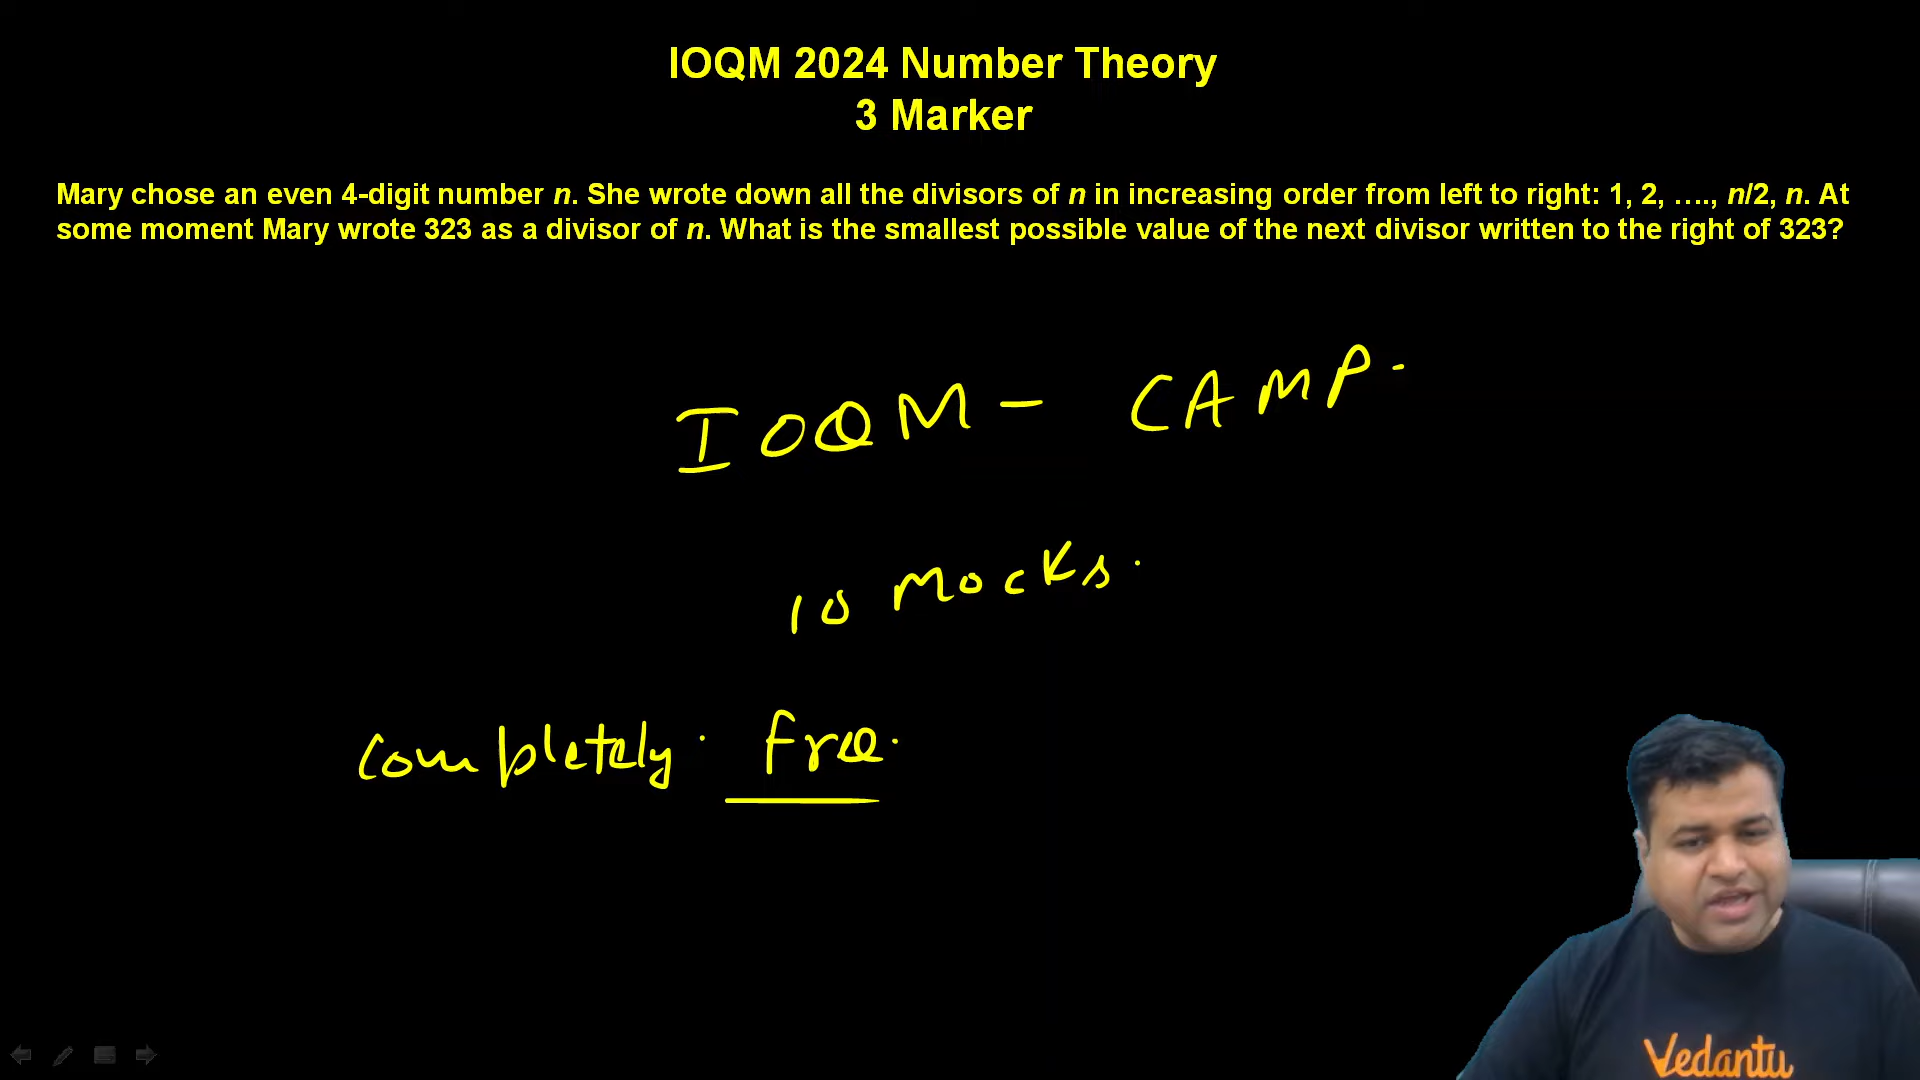 IOQM 2024 Number Theory
3 Marker
Mary chose an even 4-digit number n. She wrote down all the divisors of n in increasing order from left to right: 1, 2, …., n/2, n. At
some moment Mary wrote 323 as a divisor of n. What is the smallest possible value of the next divisor written to the right of 323?
IOQM - CAMP.
10 Mocks.
completely. free.
Vedantu